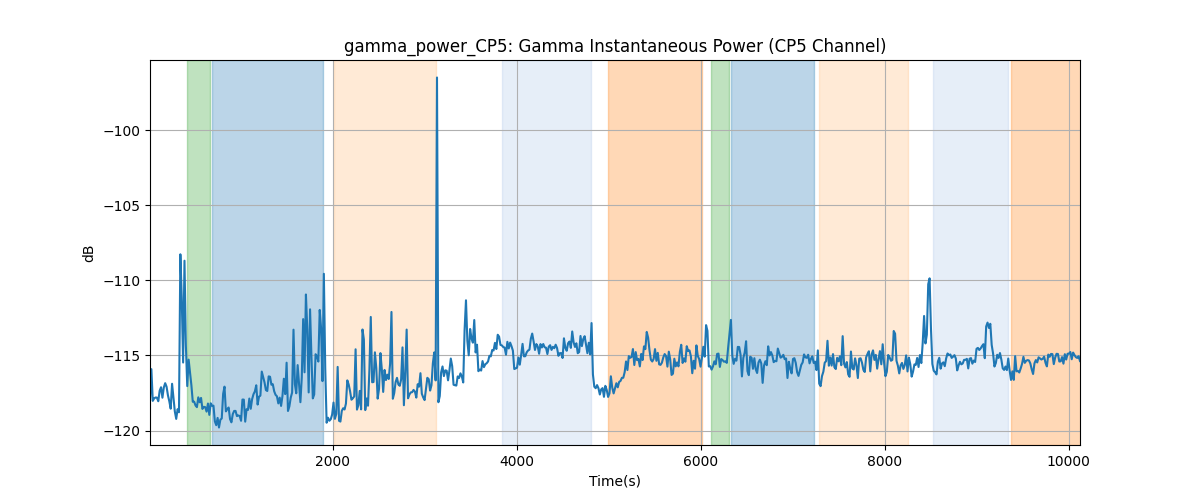 gamma_power_CP5: Gamma Instantaneous Power (CP5 Channel)
−100
−105
−110
−115
−120
dB
2000 4000 6000 8000 10000
Time(s)